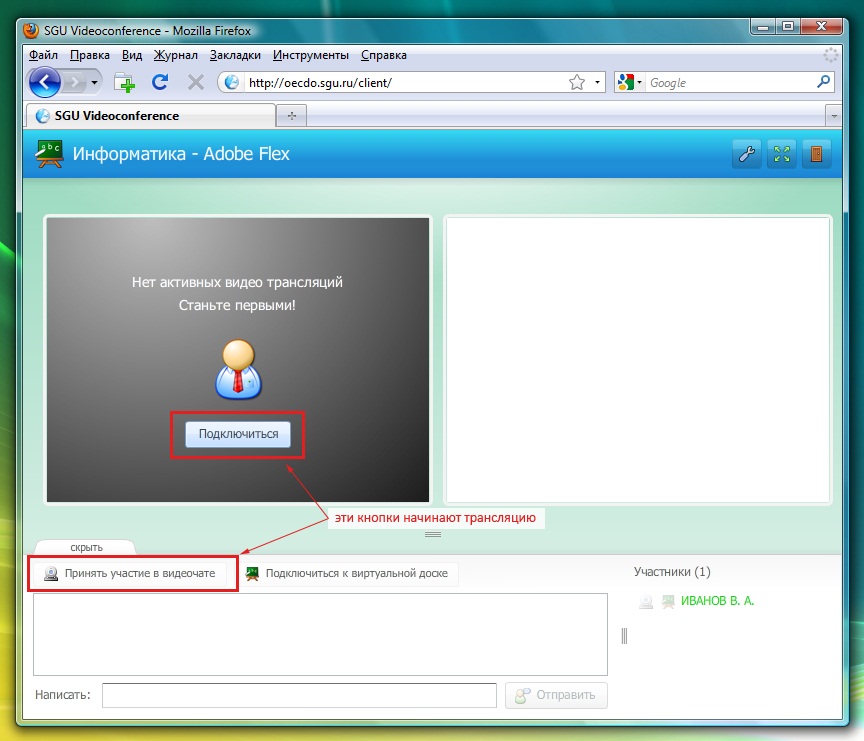 SGU Videoconference - Mozilla Firefox
Файл Правка Вид Журнал Закладки Инструменты Справка
http://oecdo.sgu.ru/client/
Google
SGU Videoconference
abc
Информатика - Adobe Flex
Нет активных видео трансляций
Станьте первыми!
Подключиться
эти кнопки начинают трансляцию
скрыть
Принять участие в видеочате
Подключиться к виртуальной доске
Участники (1)
ИВАНОВ В. А.
Написать:
Отправить